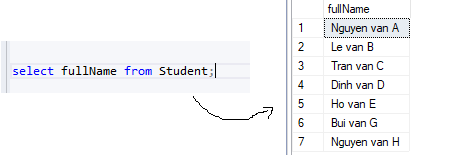 select fullName from Student;
fullName
1 Nguyen van A
2 Le van B
3 Tran van C
4 Dinh van D
5 Ho van E
6 Bui van G
7 Nguyen van H